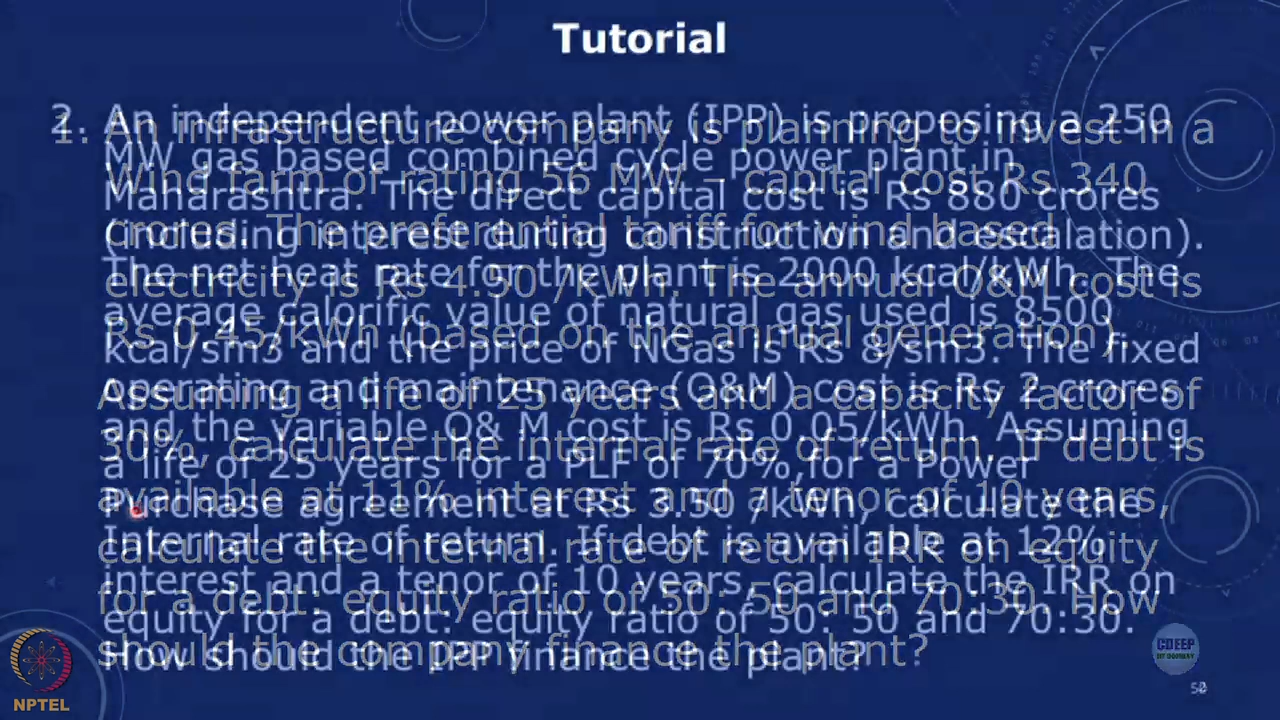 Tutorial
2. An independent power plant (IPP) is proposing a 250
MW gas based combined cycle power plant in
Maharashtra. The direct capital cost is Rs 880 crores
(including interest during construction and escalation).
The net heat rate for the plant is 2000 kcal/kWh. The
average calorific value of natural gas used is 8500
kcal/sm3 and the price of NGas is Rs 8/sm3. The fixed
operating and maintenance (O&M) cost is Rs 2 crores
and the variable O& M cost is Rs 0.05/kWh. Assuming
a life of 25 years for a PLF of 70% for a Power
Purchase agreement at Rs 3.50 /kWh, calculate the
Internal rate of return. If debt is available at 12%
interest and a tenor of 10 years, calculate the IRR on
equity for a debt: equity ratio of 50: 50 and 70:30.
How should the IPP finance the plant?
1. An infrastructure company is planning to invest in a
Wind farm of rating 56 MW – capital cost Rs 340
crores. The preferential tariff for wind based
electricity is Rs 4.50 /kWh. The annual O&M cost is
Rs 0.45/kWh (based on the annual generation).
Assuming a life of 25 years and a capacity factor of
30%, calculate the internal rate of return. If debt is
available at 11% interest and a tenor of 10 years,
calculate the internal rate of return IRR on equity
for a debt: equity ratio of 50: 50 and 70:30. How
should the company finance the plant?
NPTEL
CDEEP
IIT BOMBAY